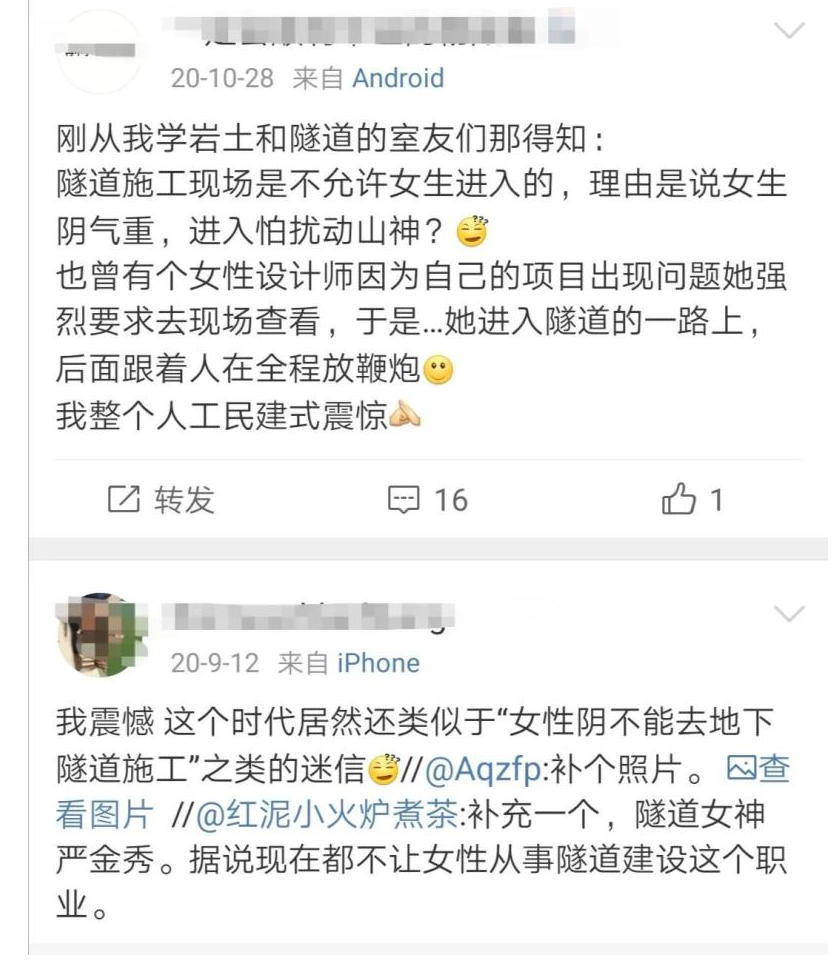 20-10-28 来自 Android
刚从我学岩土和隧道的室友们那得知：
隧道施工现场是不允许女生进入的，理由是说女生
阴气重，进入怕扰动山神？
也曾有个女性设计师因为自己的项目出现问题她强
烈要求去现场查看，于是...她进入隧道的一路上，
后面跟着人在全程放鞭炮
我整个人工民建式震惊
转发 16 1
20-9-12 来自 iPhone
我震憾 这个时代居然还类似于“女性阴不能去地下
隧道施工”之类的迷信//@Aqzfp:补个照片。查
看图片 //@红泥小火炉煮茶:补充一个，隧道女神
严金秀。据说现在都不让女性从事隧道建设这个职
业。